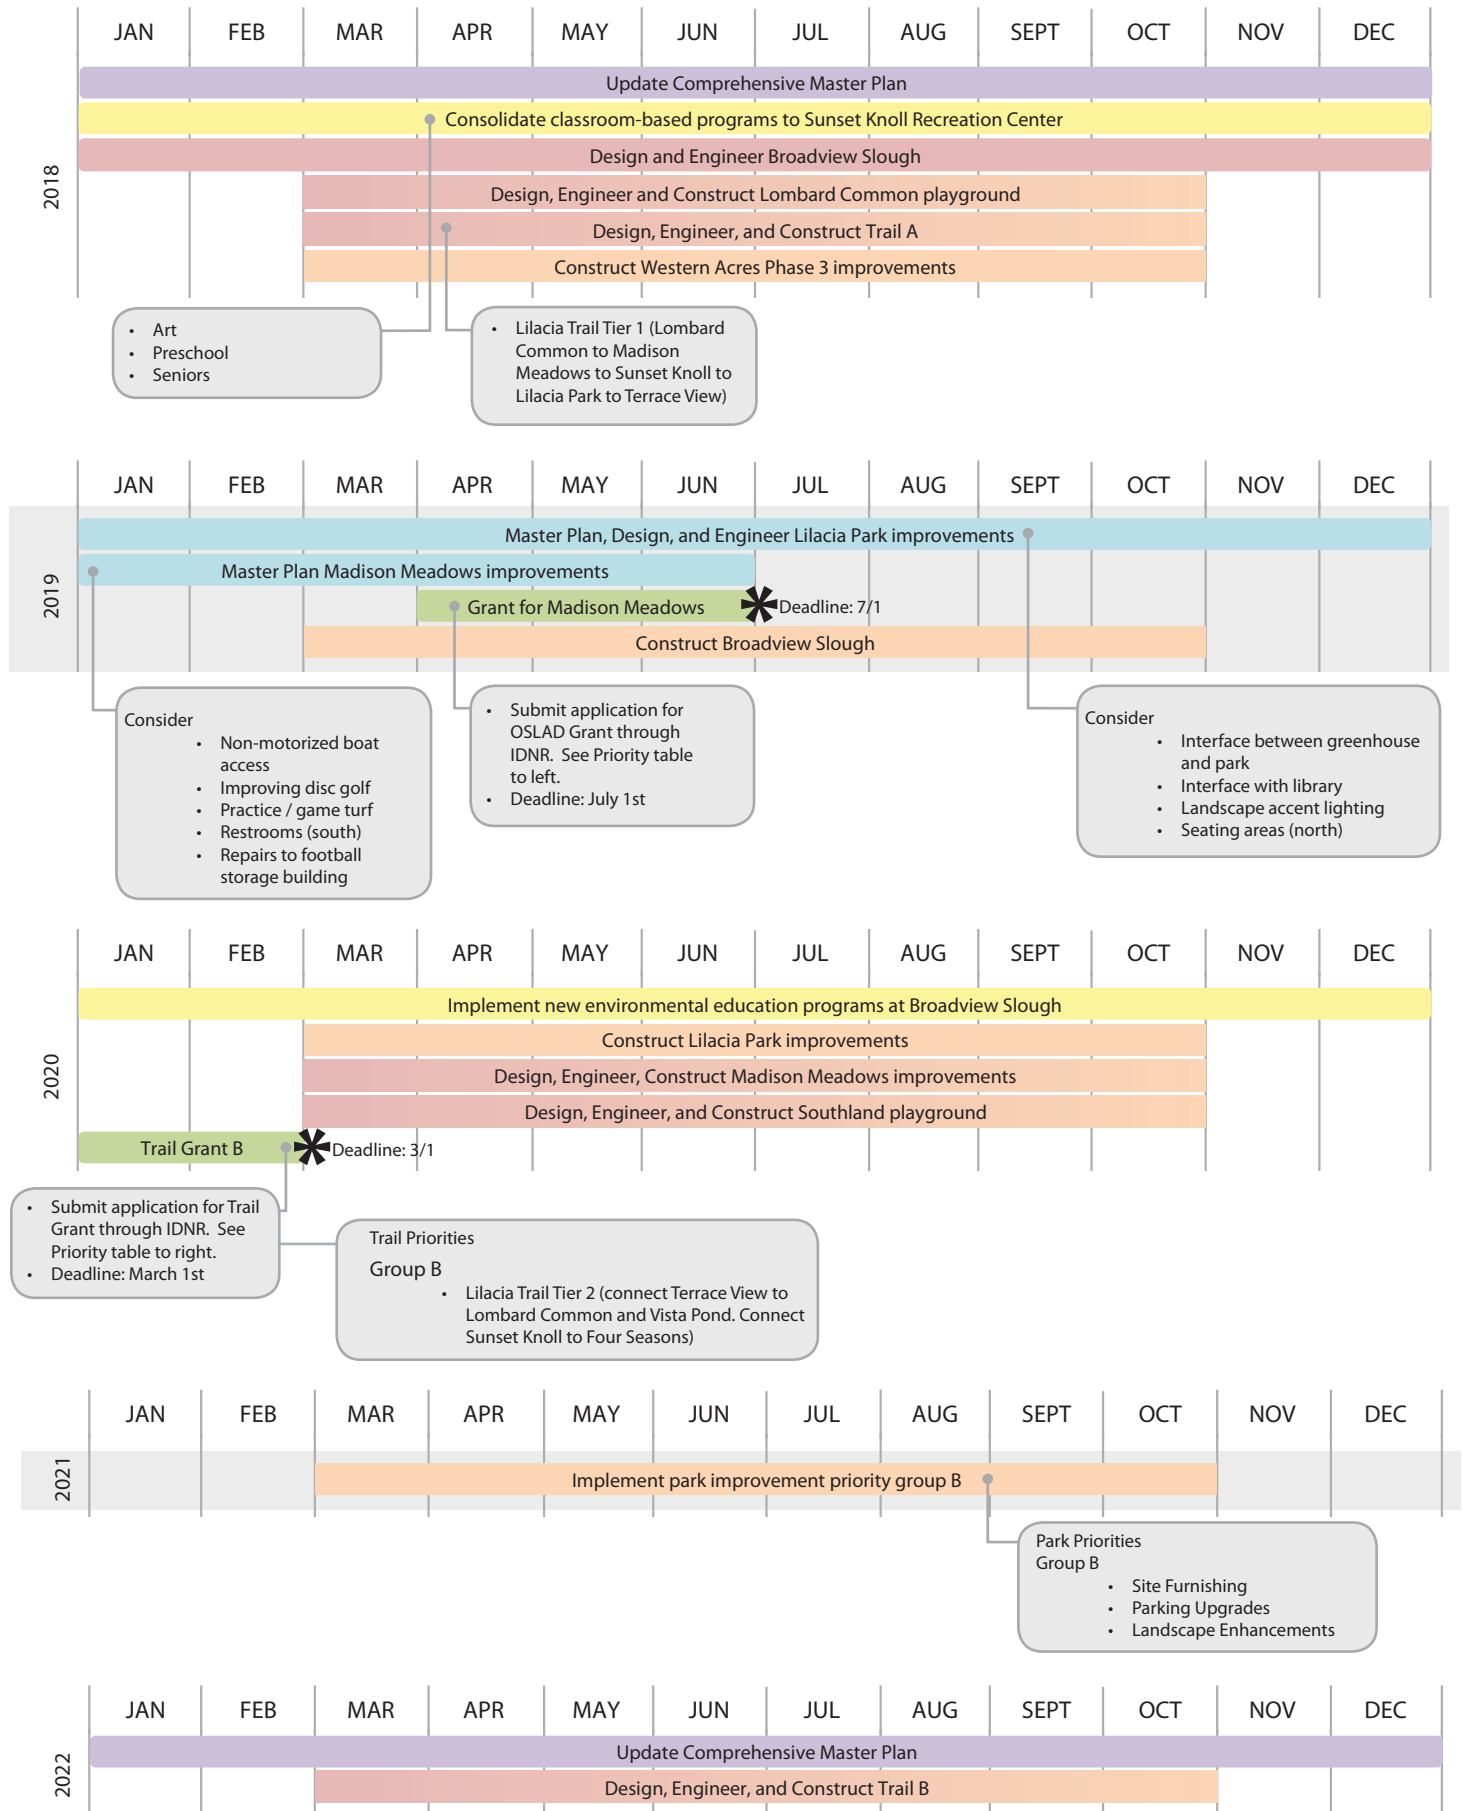 JAN FEB MAR APR MAY JUN JUL AUG SEPT OCT NOV DEC
2018
Update Comprehensive Master Plan
Consolidate classroom-based programs to Sunset Knoll Recreation Center
Design and Engineer Broadview Slough
Design, Engineer and Construct Lombard Common playground
Design, Engineer, and Construct Trail A
Construct Western Acres Phase 3 improvements
• Art
• Preschool
• Seniors
• Lilacia Trail Tier 1 (Lombard
Common to Madison
Meadows to Sunset Knoll to
Lilacia Park to Terrace View)
JAN FEB MAR APR MAY JUN JUL AUG SEPT OCT NOV DEC
2019
Master Plan, Design, and Engineer Lilacia Park improvements
Master Plan Madison Meadows improvements
Grant for Madison Meadows
Deadline: 7/1
Construct Broadview Slough
Consider
• Non-motorized boat
access
• Improving disc golf
• Practice / game turf
• Restrooms (south)
• Repairs to football
storage building
• Submit application for
OSLAD Grant through
IDNR. See Priority table
to left.
• Deadline: July 1st
Consider
• Interface between greenhouse
and park
• Interface with library
• Landscape accent lighting
• Seating areas (north)
JAN FEB MAR APR MAY JUN JUL AUG SEPT OCT NOV DEC
2020
Implement new environmental education programs at Broadview Slough
Construct Lilacia Park improvements
Design, Engineer, Construct Madison Meadows improvements
Design, Engineer, and Construct Southland playground
Trail Grant B
Deadline: 3/1
• Submit application for Trail
Grant through IDNR. See
Priority table to right.
• Deadline: March 1st
Trail Priorities
Group B
• Lilacia Trail Tier 2 (connect Terrace View to
Lombard Common and Vista Pond. Connect
Sunset Knoll to Four Seasons)
JAN FEB MAR APR MAY JUN JUL AUG SEPT OCT NOV DEC
2021
Implement park improvement priority group B
Park Priorities
Group B
• Site Furnishing
• Parking Upgrades
• Landscape Enhancements
JAN FEB MAR APR MAY JUN JUL AUG SEPT OCT NOV DEC
2022
Update Comprehensive Master Plan
Design, Engineer, and Construct Trail B